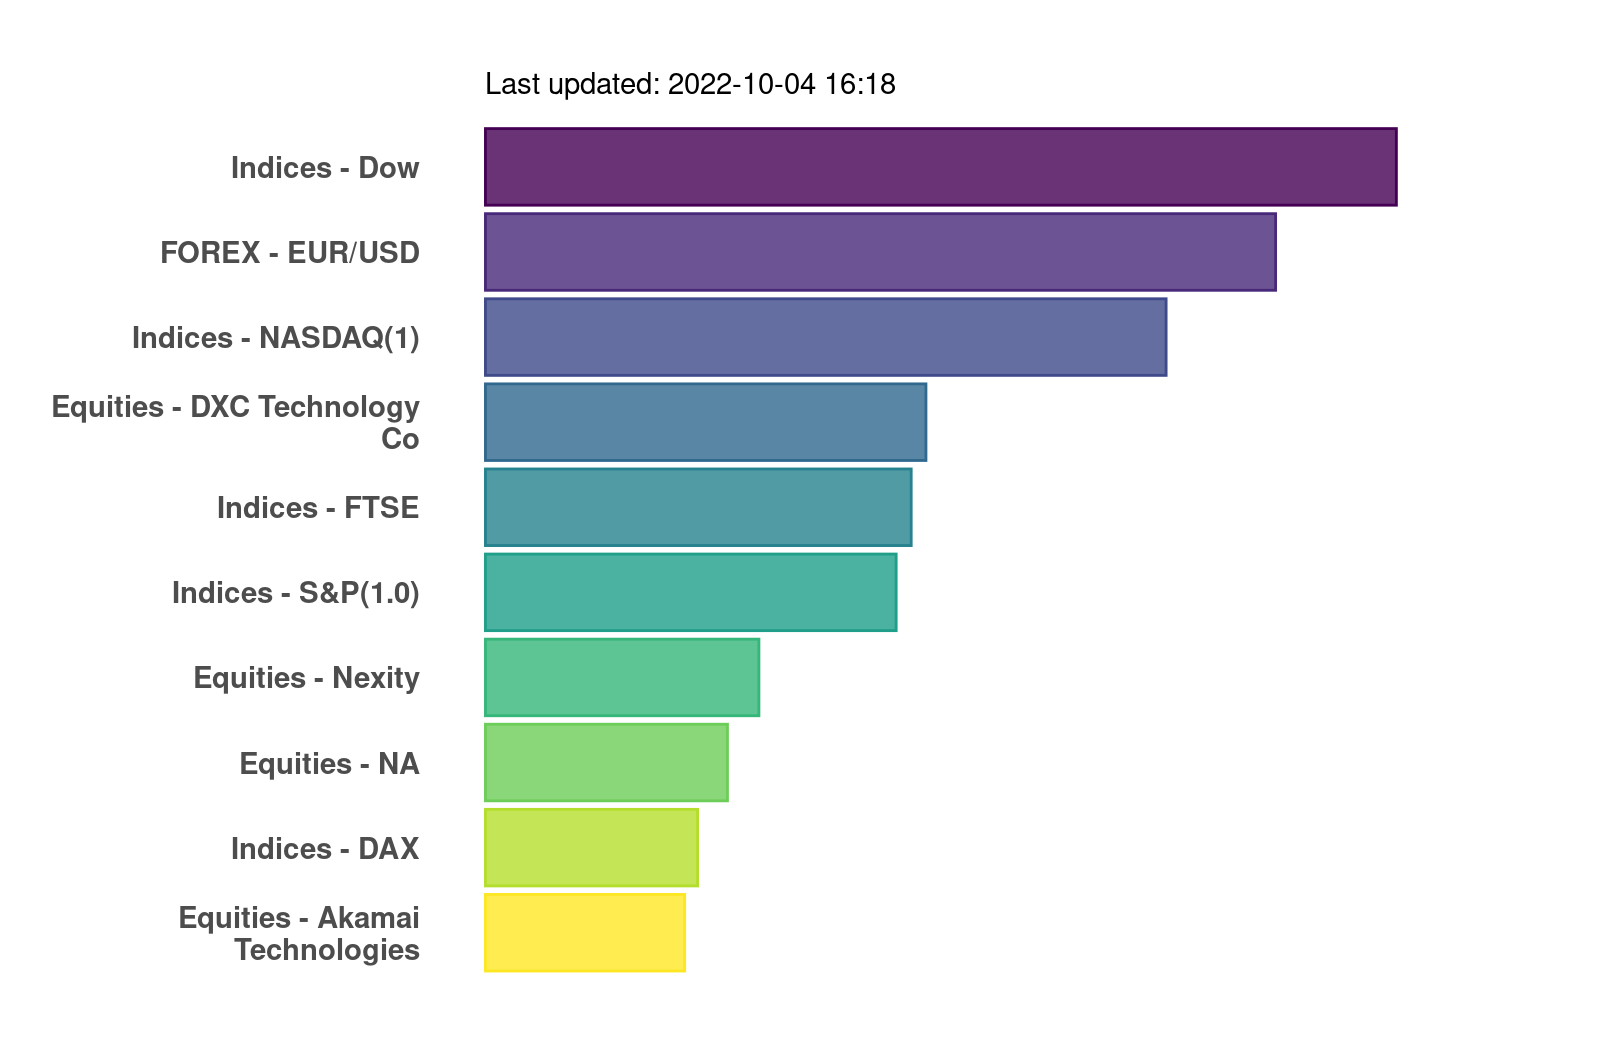 Last updated: 2022-10-04 16:18
Indices - Dow
FOREX - EUR/USD
Indices - NASDAQ(1)
Equities - DXC Technology
Co
Indices - FTSE
Indices - S&P(1.0)
Equities - Nexity
Equities - NA
Indices - DAX
Equities - Akamai
Technologies